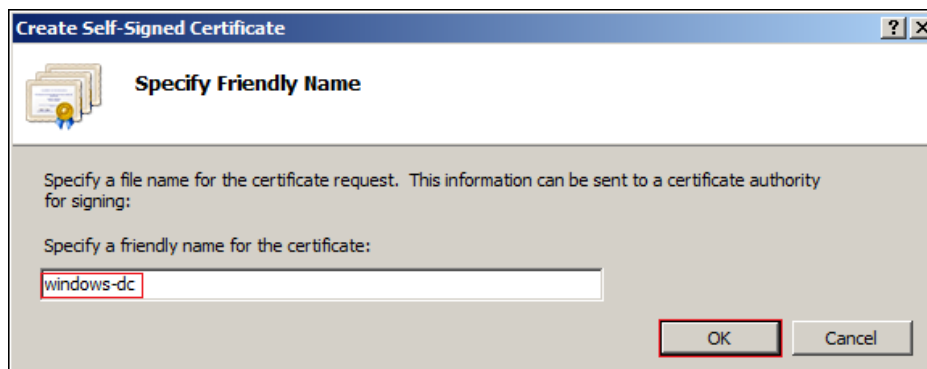 Create Self-Signed Certificate
Specify Friendly Name
Specify a file name for the certificate request.  This information can be sent to a certificate authority
for signing:
Specify a friendly name for the certificate:
windows-dc
OK
Cancel